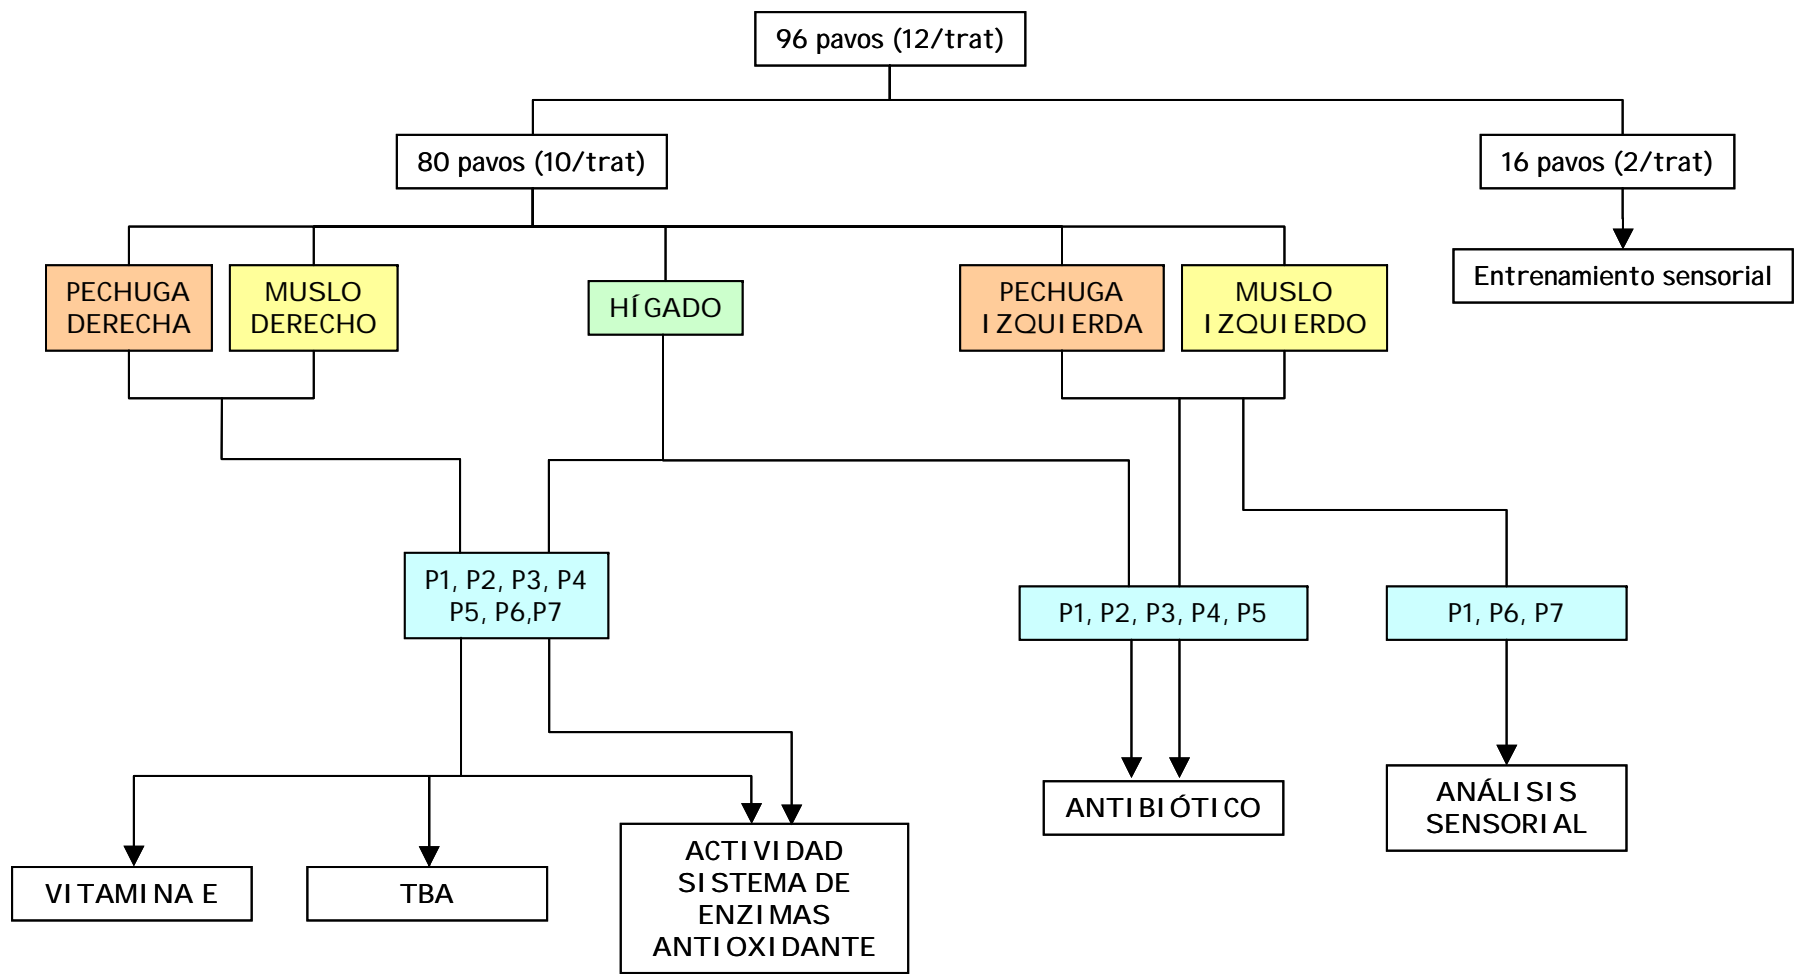 96 pavos (12/trat)
80 pavos (10/trat)
16 pavos (2/trat)
PECHUGA
DERECHA
MUSLO
DERECHO
HÍGADO
PECHUGA
IZQUIERDA
MUSLO
IZQUIERDO
Entrenamiento sensorial
P1, P2, P3, P4
P5, P6,P7
P1, P2, P3, P4, P5
P1, P6, P7
VITAMINA E
TBA
ACTIVIDAD
SISTEMA DE
ENZIMAS
ANTIOXIDANTE
ANTIBIÓTICO
ANÁLISIS
SENSORIAL